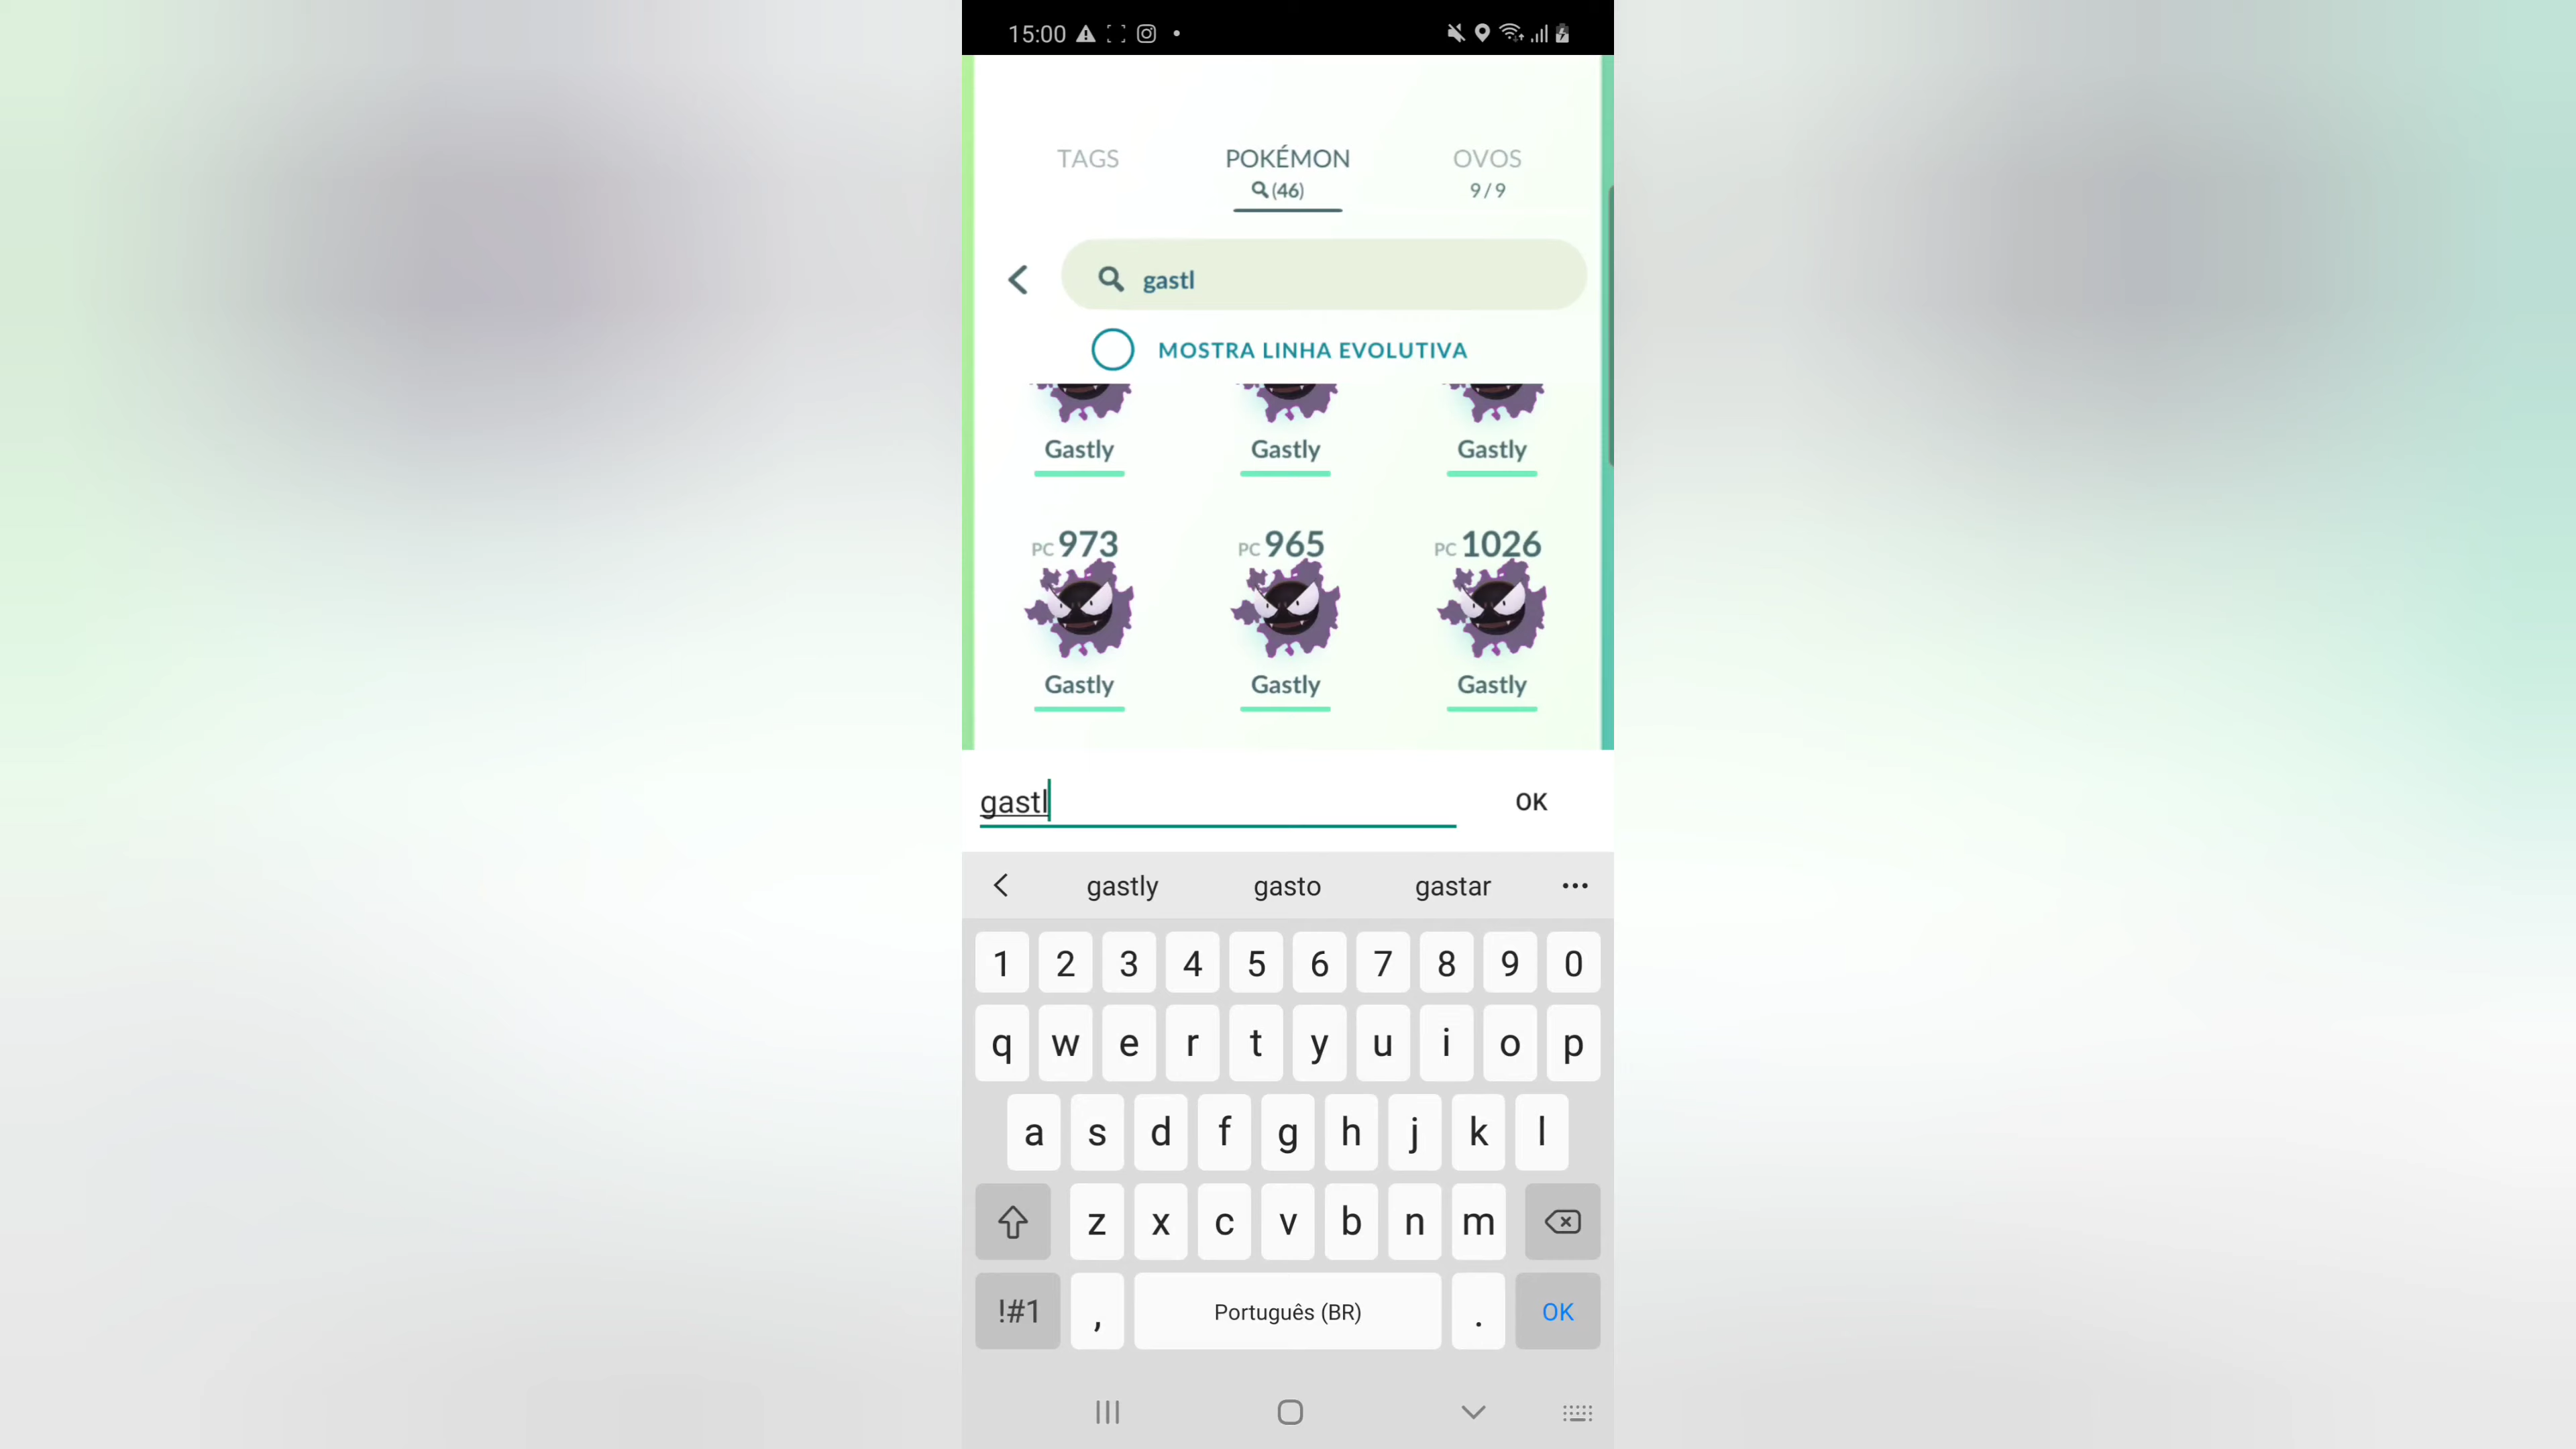 15:00
TAGS POKÉMON OVOS
(46) 9 / 9
gastl
MOSTRA LINHA EVOLUTIVA
Gastly Gastly Gastly
PC 973 PC 965 PC 1026
Gastly Gastly Gastly
gastl OK
gastly gasto gastar
1 2 3 4 5 6 7 8 9 0
q w e r t y u i o p
a s d f g h j k l
z x c v b n m
!#1 , Português (BR) . OK